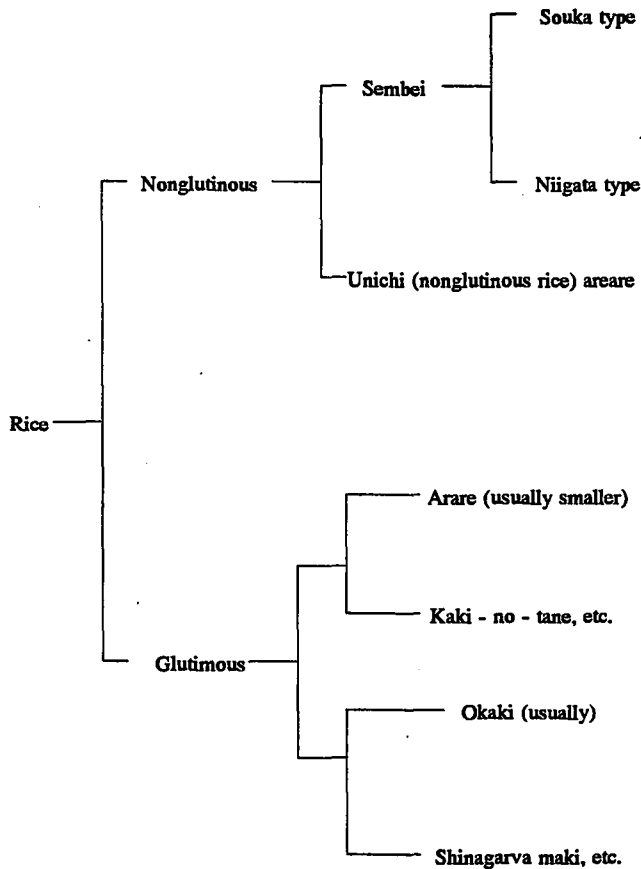 Souka type
Sembei
Niigata type
Nonglutinous
Unichi (nonglutinous rice) areare
Rice
Arare (usually smaller)
Kaki - no - tane, etc.
Glutimous
Okaki (usually)
Shinagarva maki, etc.